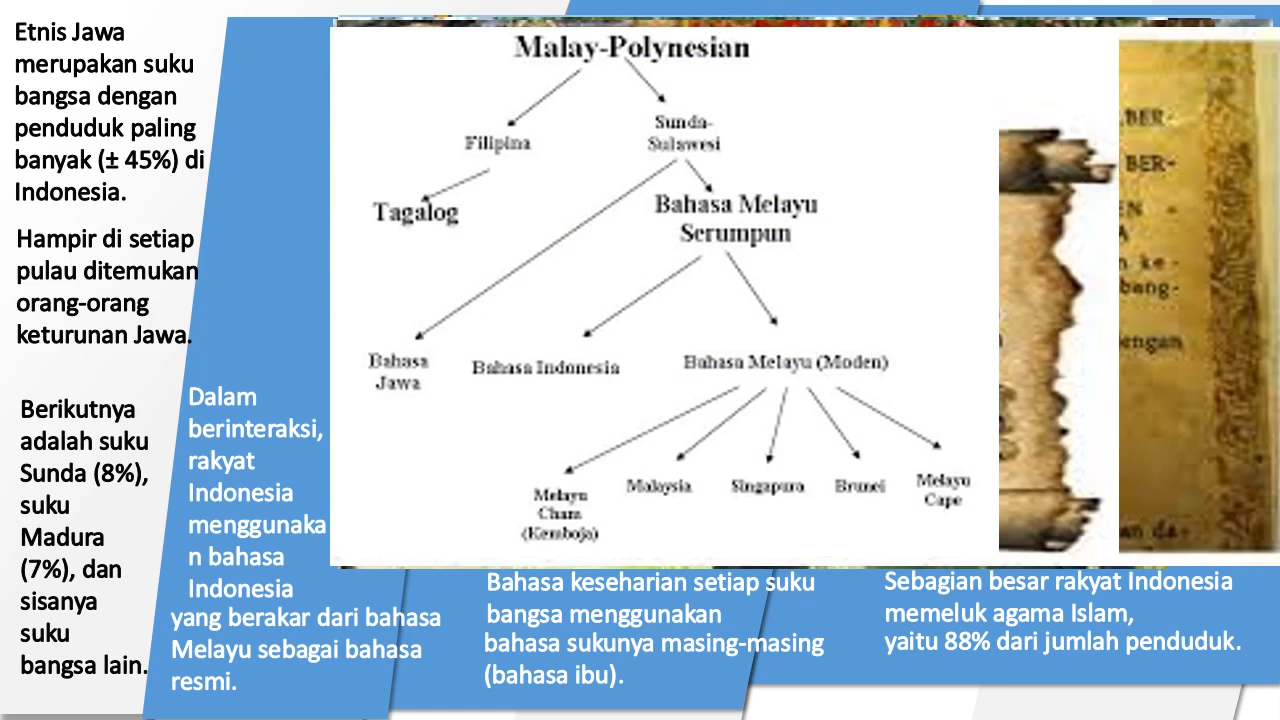 Etnis Jawa
merupakan suku
bangsa dengan
penduduk paling
banyak (± 45%) di
Indonesia.
Hampir di setiap
pulau ditemukan
orang-orang
keturunan Jawa.
Berikutnya
adalah suku
Sunda (8%),
suku
Madura
(7%), dan
sisanya
suku
bangsa lain.
Dalam
berinteraksi,
rakyat
Indonesia
menggunaka
n bahasa
Indonesia
yang berakar dari bahasa
Melayu sebagai bahasa
resmi.
Malay-Polynesian
Filipina
Sunda-
Sulawesi
Tagalog
Bahasa Melayu
Serumpun
Bahasa
Jawa
Bahasa Indonesia
Bahasa Melayu (Moden)
Melayu
Cham
(Kemboja)
Malaysia
Singapura
Brunei
Melayu
Cape
BER-
BER-
Bahasa keseharian setiap suku
bangsa menggunakan
bahasa sukunya masing-masing
(bahasa ibu).
Sebagian besar rakyat Indonesia
memeluk agama Islam,
yaitu 88% dari jumlah penduduk.